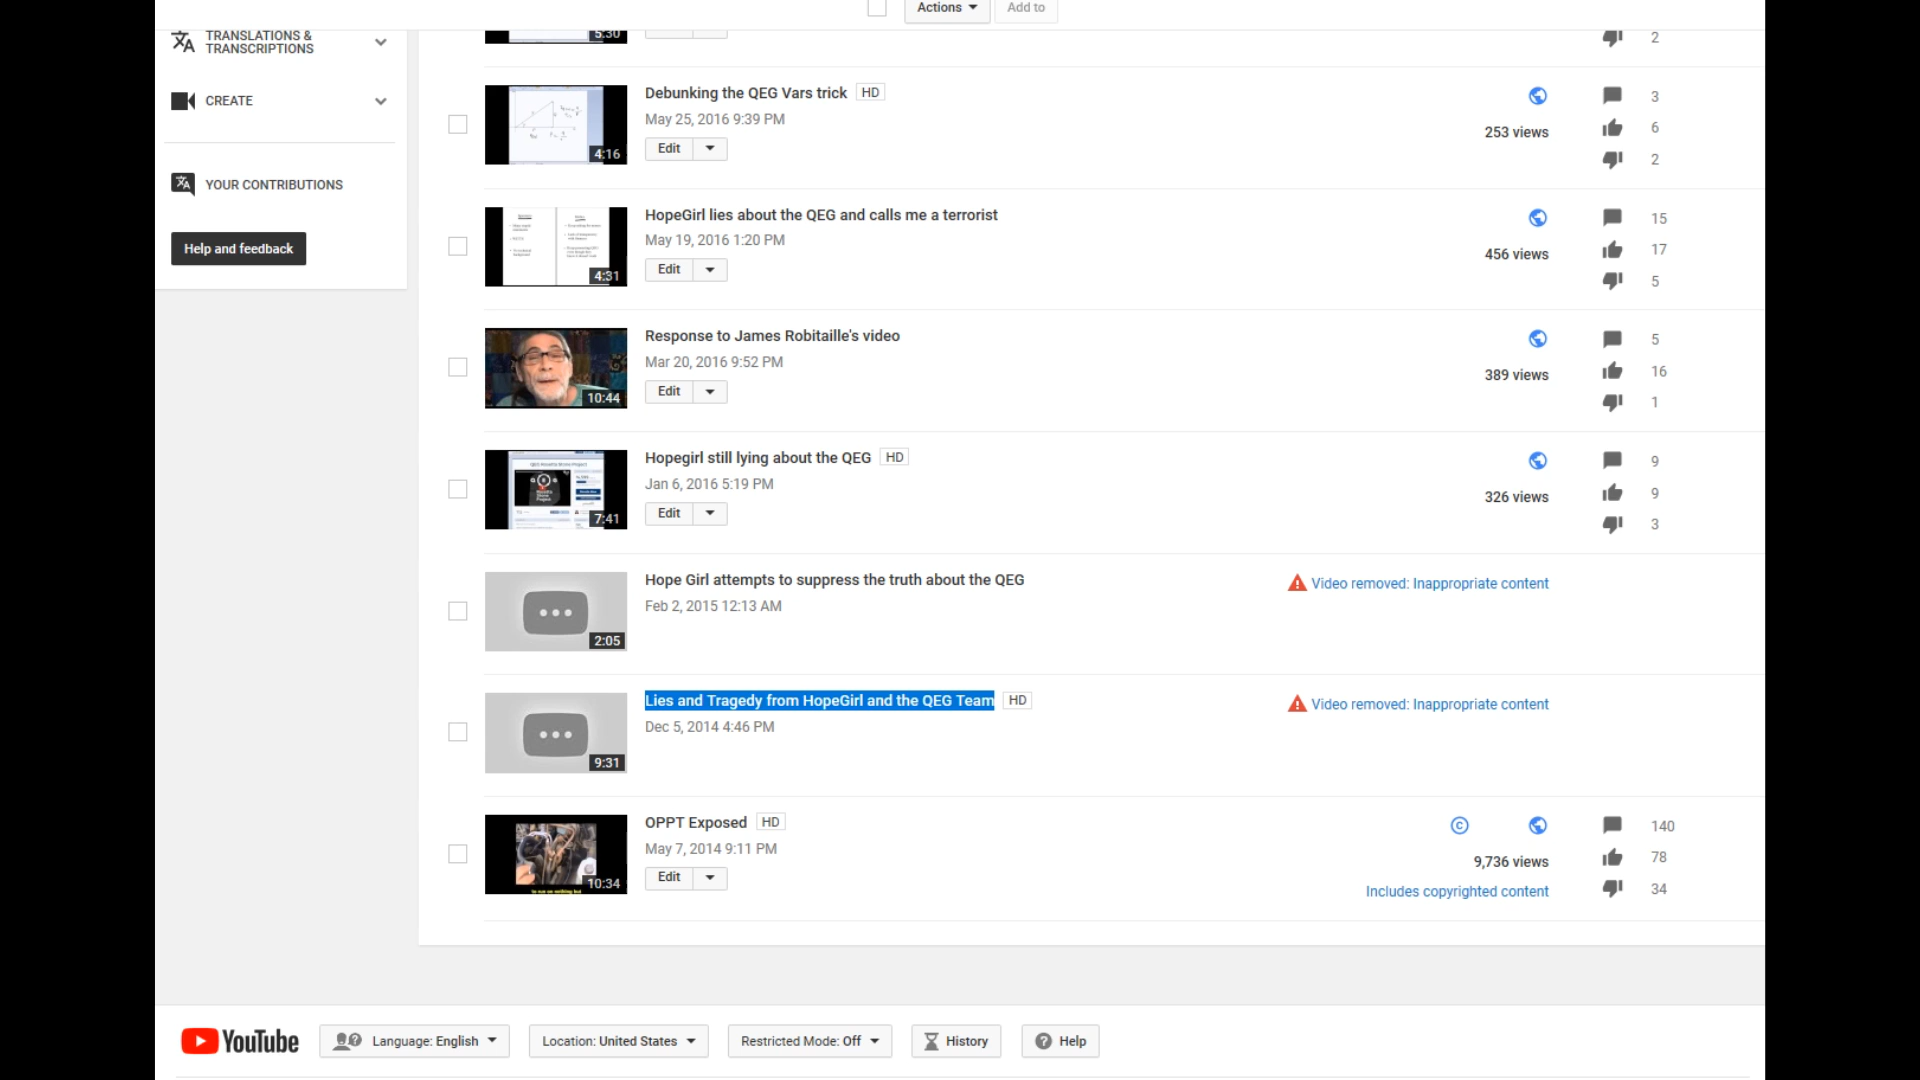 Actions
Add to
TRANSLATIONS &
TRANSCRIPTIONS
CREATE
YOUR CONTRIBUTIONS
Help and feedback
5:30
2
Debunking the QEG Vars trick HD
May 25, 2016 9:39 PM
Edit
4:16
253 views
3
6
2
HopeGirl lies about the QEG and calls me a terrorist
May 19, 2016 1:20 PM
Edit
4:31
456 views
15
17
5
Response to James Robitaille's video
Mar 20, 2016 9:52 PM
Edit
10:44
389 views
5
16
1
Hopegirl still lying about the QEG HD
Jan 6, 2016 5:19 PM
Edit
7:41
326 views
9
9
3
Hope Girl attempts to suppress the truth about the QEG
Feb 2, 2015 12:13 AM
2:05
Video removed: Inappropriate content
Lies and Tragedy from HopeGirl and the QEG Team HD
Dec 5, 2014 4:46 PM
9:31
Video removed: Inappropriate content
OPPT Exposed HD
May 7, 2014 9:11 PM
Edit
10:34
9,736 views
Includes copyrighted content
140
78
34
YouTube
Language: English
Location: United States
Restricted Mode: Off
History
Help